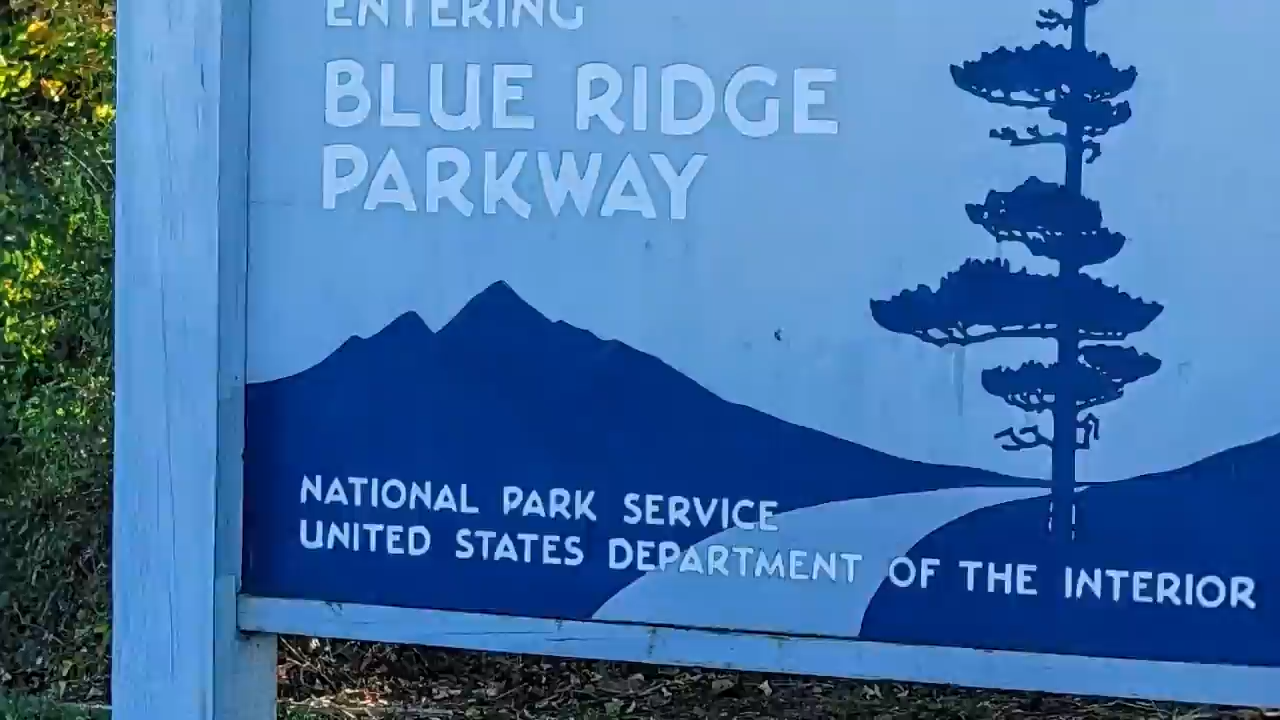 ENTERING
BLUE RIDGE
PARKWAY
NATIONAL PARK SERVICE
UNITED STATES DEPARTMENT OF THE INTERIOR